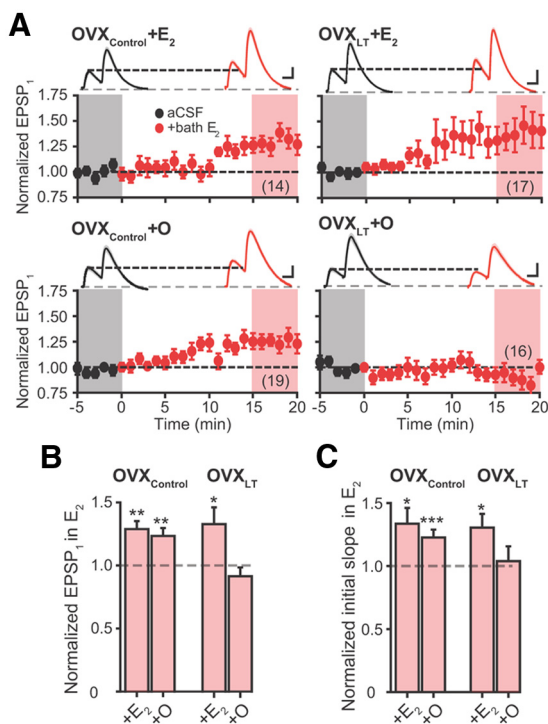 A
OVXControl+E2
OVXLT+E2
Normalized EPSP1
1.75
1.50
1.25
1.00
0.75
aCSF
+bath E2
(14)
(17)
OVXControl+O
OVXLT+O
Normalized EPSP1
1.75
1.50
1.25
1.00
0.75
(19)
(16)
-5 0 5 10 15 20
-5 0 5 10 15 20
Time (min)
Time (min)
B
OVXControl OVXLT
Normalized EPSP1 in E2
1.5
1.0
0.5
0
** ** *
+E2 +O +E2 +O
C
OVXControl OVXLT
Normalized initial slope in E2
1.5
1.0
0.5
0
* *** *
+E2 +O +E2 +O